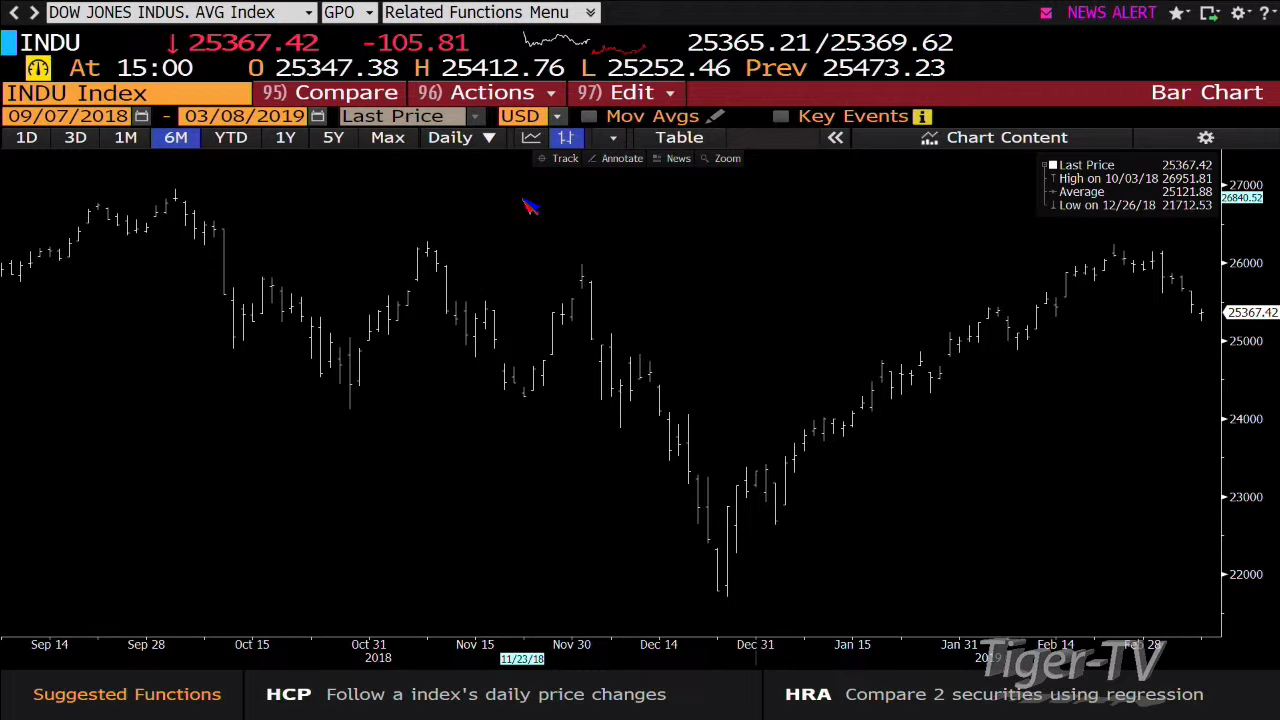 DOW JONES INDUS. AVG Index GPO Related Functions Menu NEWS ALERT ?
INDU 25367.42 -105.81 25365.21/25369.62
At 15:00 O 25347.38 H 25412.76 L 25252.46 Prev 25473.23
INDU Index 95) Compare 96) Actions 97) Edit Bar Chart
09/07/2018 - 03/08/2019 Last Price USD Mov Avgs Key Events
1D 3D 1M 6M YTD 1Y 5Y Max Daily Table Chart Content
Track Annotate News Zoom
Last Price 25367.42
High on 10/03/18 26951.81
Average 25121.88
Low on 12/26/18 21712.53
27000
26840.52
26000
25367.42
25000
24000
23000
22000
Sep 14 Sep 28 Oct 15 Oct 31 Nov 15 Nov 30 Dec 14 Dec 31 Jan 15 Jan 31 Feb 14 Feb 28
2018 11/23/18 2019
Tiger-TV
Suggested Functions HCP Follow a index's daily price changes HRA Compare 2 securities using regression